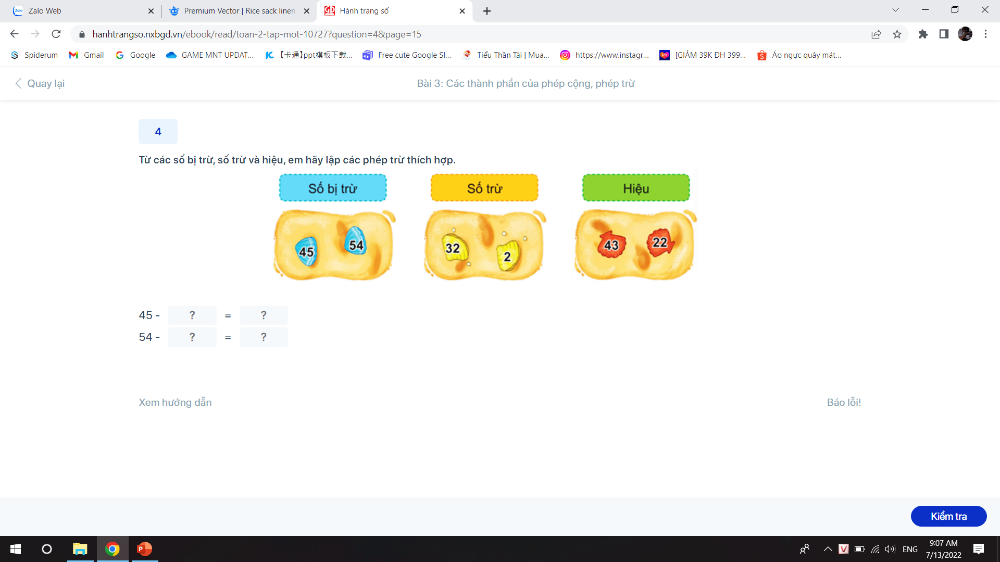 Zalo Web
Premium Vector | Rice sack linen
Hành trang số
hanhtrangso.nxbgd.vn/ebook/read/toan-2-tap-mot-10727?question=4&page=15
Spiderum
Gmail
Google
GAME MNT UPDAT...
【卡通】ppt模板下载...
Free cute Google Sl...
Tiểu Thần Tài | Mua...
https://www.instagr...
[GIẢM 39K ĐH 399...
Áo ngực quây mát...
Quay lại
Bài 3: Các thành phần của phép cộng, phép trừ
4
Từ các số bị trừ, số trừ và hiệu, em hãy lập các phép trừ thích hợp.
Số bị trừ
Số trừ
Hiệu
45 54
32 2
43 22
45 - ? = ?
54 - ? = ?
Xem hướng dẫn
Báo lỗi!
Kiểm tra
ENG
9:07 AM
7/13/2022